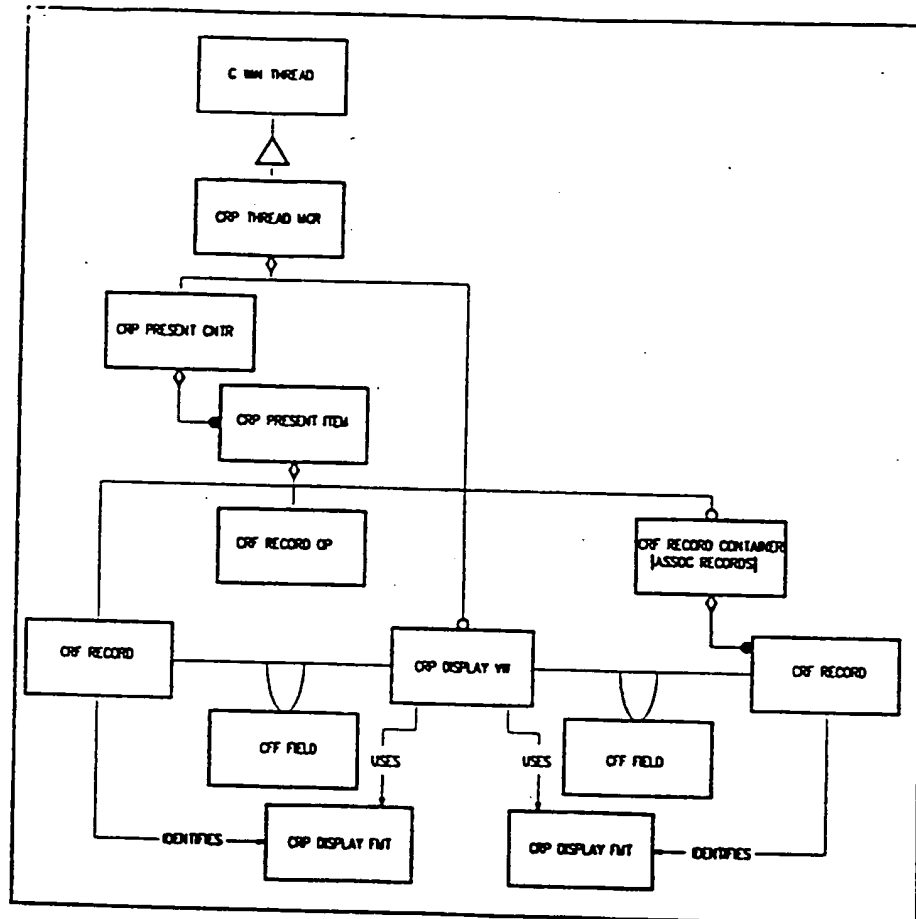 C WIN THREAD
CRP THREAD MGR
CRP PRESENT CNTR
CRP PRESENT ITEM
CRF RECORD OP
CRF RECORD CONTAINER
[ASSOC RECORDS]
CRF RECORD
CRP DISPLAY VW
CRF RECORD
CFF FIELD
CFF FIELD
USES
USES
CRP DISPLAY FMT
CRP DISPLAY FMT
IDENTIFIES
IDENTIFIES